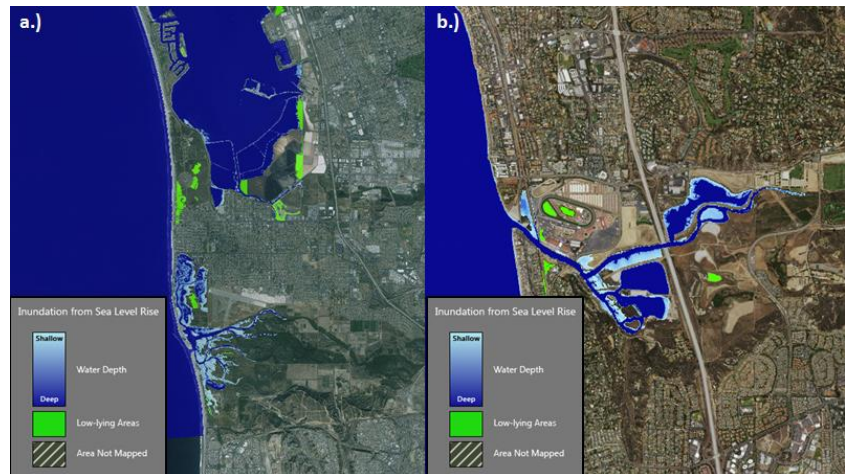 a.)
Inundation from Sea Level Rise
Shallow
Water Depth
Deep
Low-lying Areas
Area Not Mapped
b.)
Inundation from Sea Level Rise
Shallow
Water Depth
Deep
Low-lying Areas
Area Not Mapped